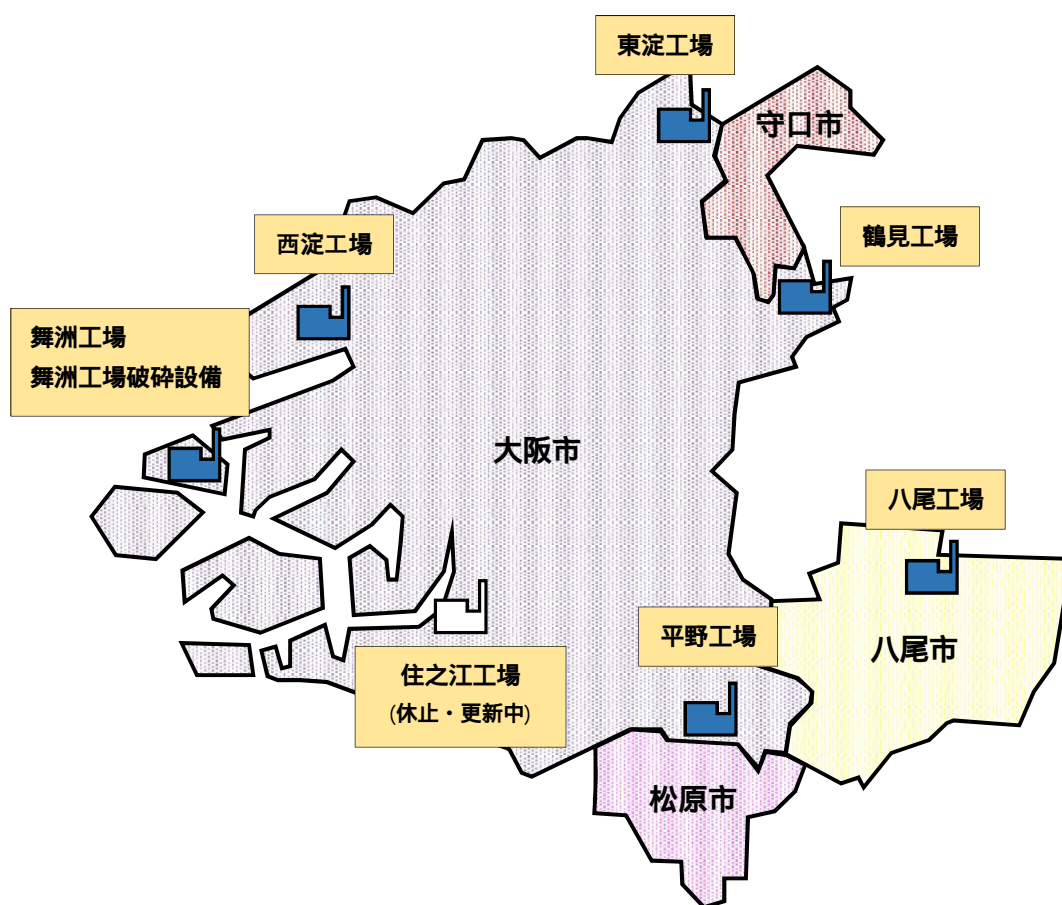 東淀工場
守口市
西淀工場
鶴見工場
舞洲工場
舞洲工場破砕設備
大阪市
八尾工場
平野工場
八尾市
住之江工場
(休止・更新中)
松原市